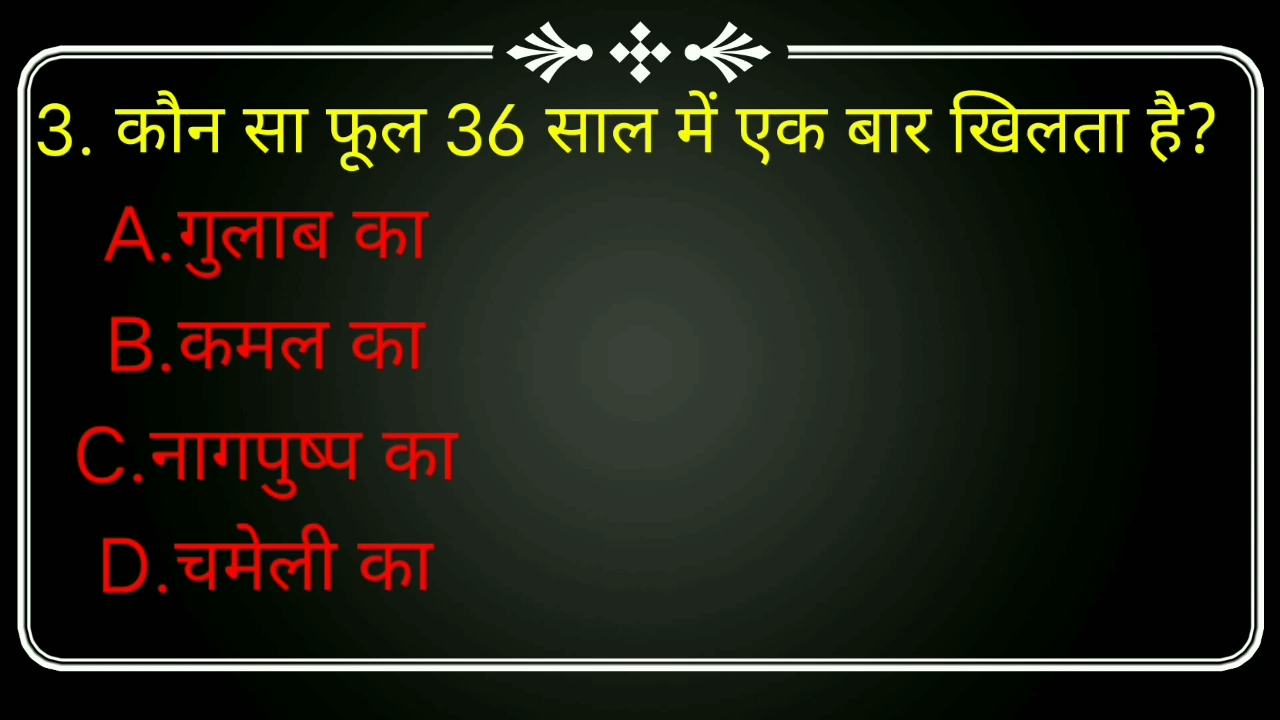 3. कौन सा फूल 36 साल में एक बार खिलता है?
A.गुलाब का
B.कमल का
C.नागपुष्प का
D.चमेली का